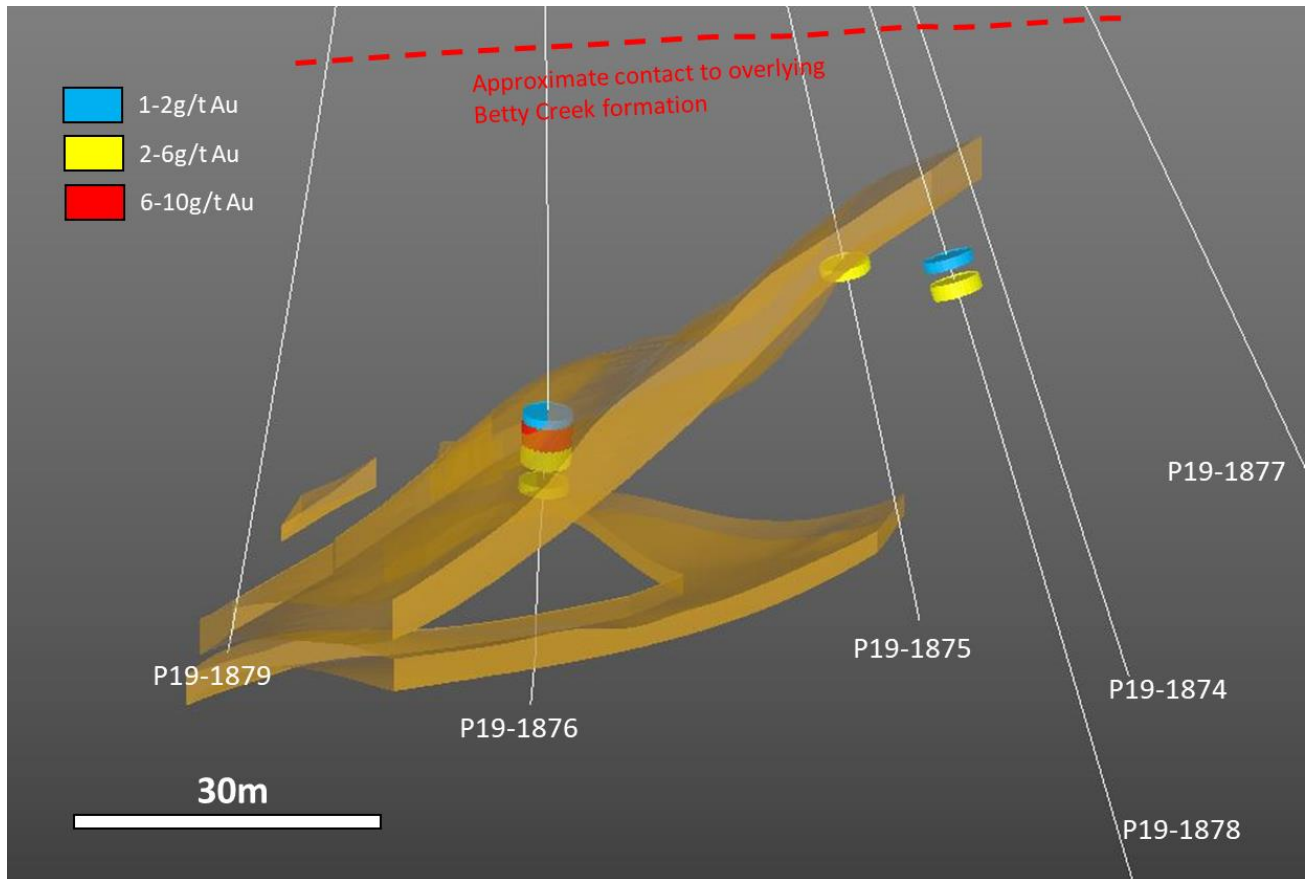 Approximate contact to overlying
Betty Creek formation
1-2g/t Au
2-6g/t Au
6-10g/t Au
P19-1877
P19-1875
P19-1879
P19-1874
P19-1876
30m
P19-1878